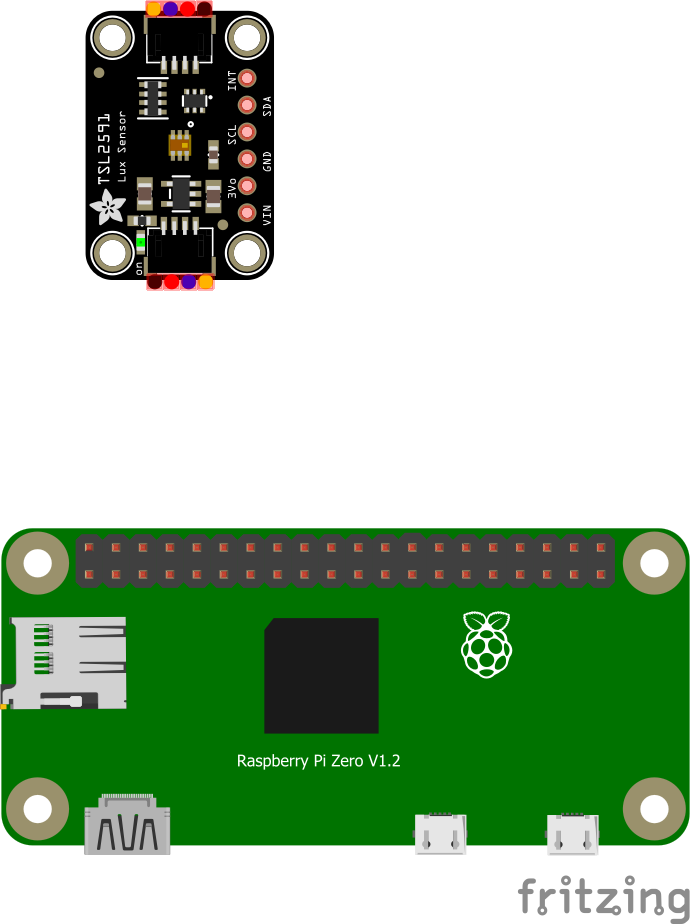 INT
SDA
SCL
GND
3Vo
VIN
TSL2591
Lux Sensor
on
Raspberry Pi Zero V1.2
fritzing